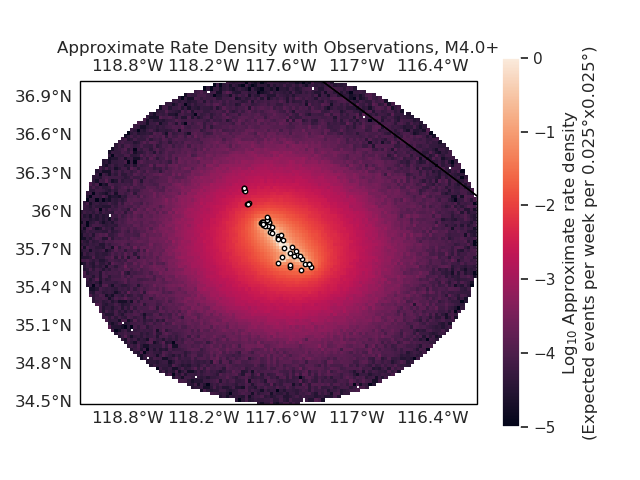 Approximate Rate Density with Observations, M4.0+
118.8°W 118.2°W 117.6°W 117°W 116.4°W
36.9°N
36.6°N
36.3°N
36°N
35.7°N
35.4°N
35.1°N
34.8°N
34.5°N
118.8°W 118.2°W 117.6°W 117°W 116.4°W
0
−1
−2
−3
−4
−5
Log₁₀ Approximate rate density
(Expected events per week per 0.025°x0.025°)